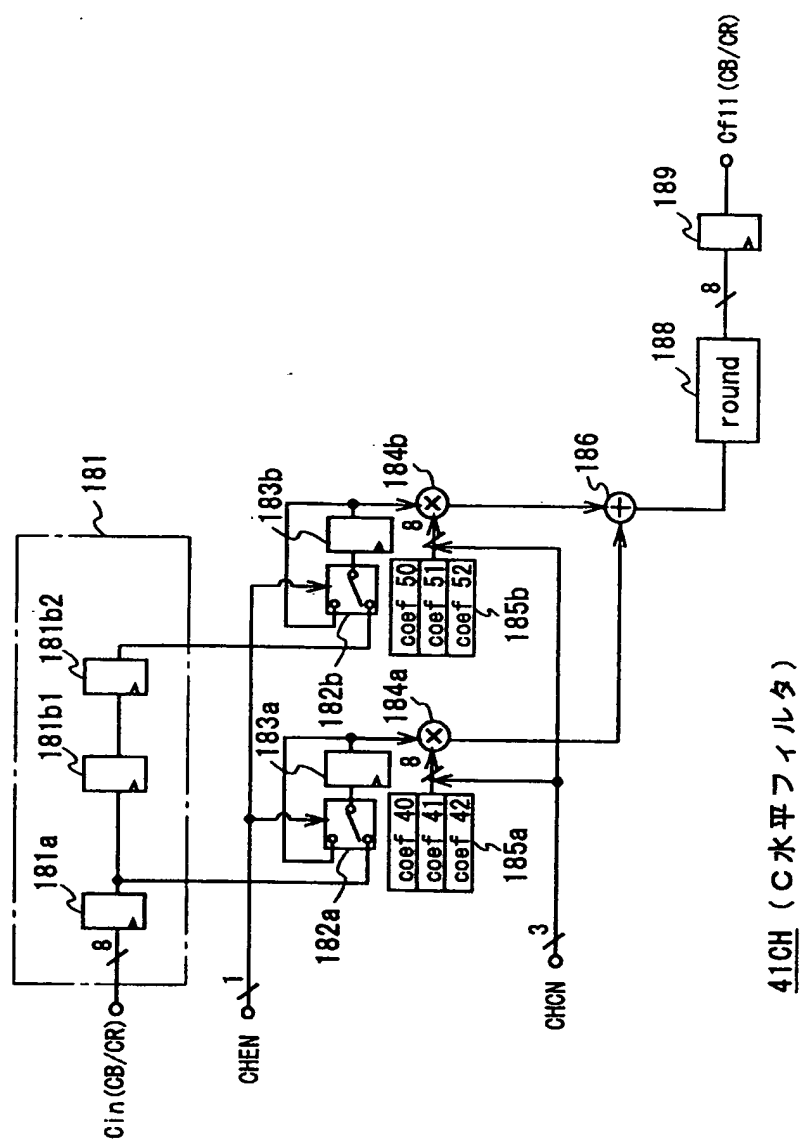 Cin(CB/CR)
8
181a
181b1
181b2
181
CHEN
1
182a
183a
182b
183b
coef 40
coef 41
coef 42
185a
8
184a
coef 50
coef 51
coef 52
185b
8
184b
CHCN
3
186
round
188
8
189
Cf11(CB/CR)
41CH (C水平フィルタ)